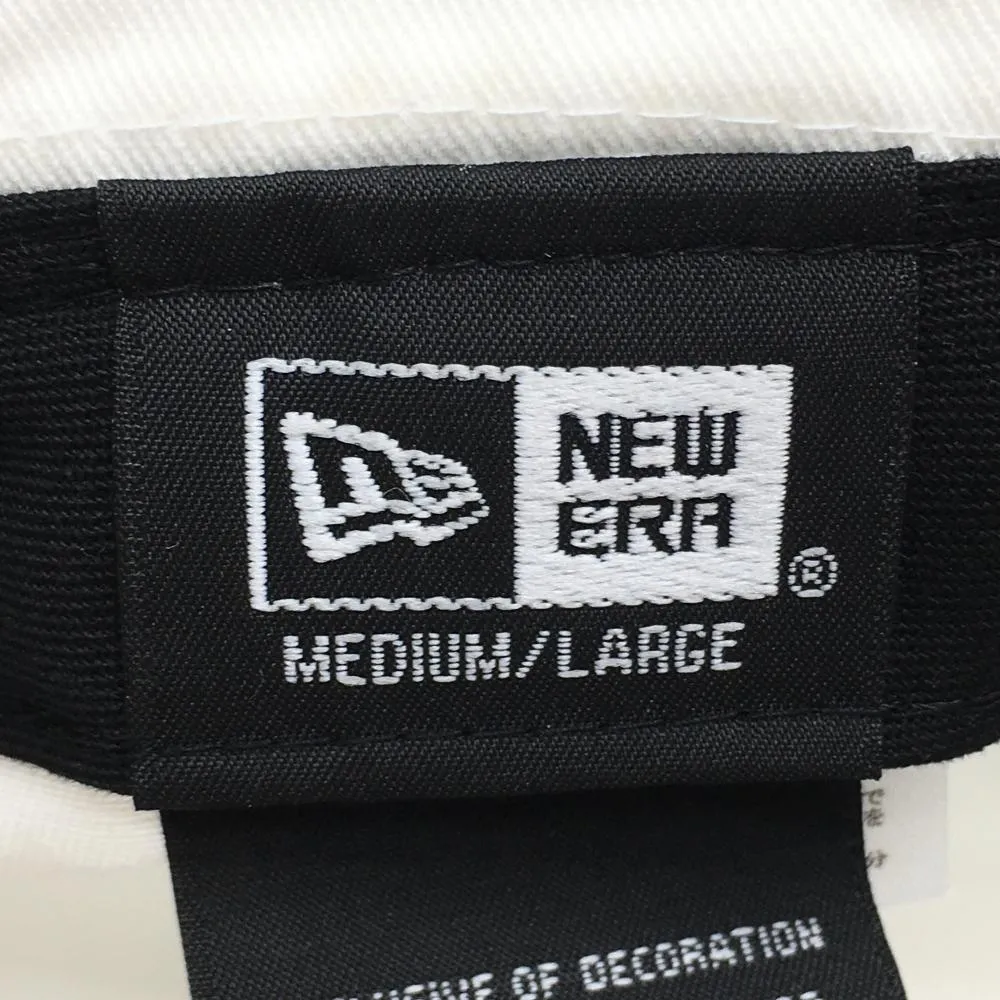 NEW
ERA
®
MEDIUM/LARGE
OF DECORATION